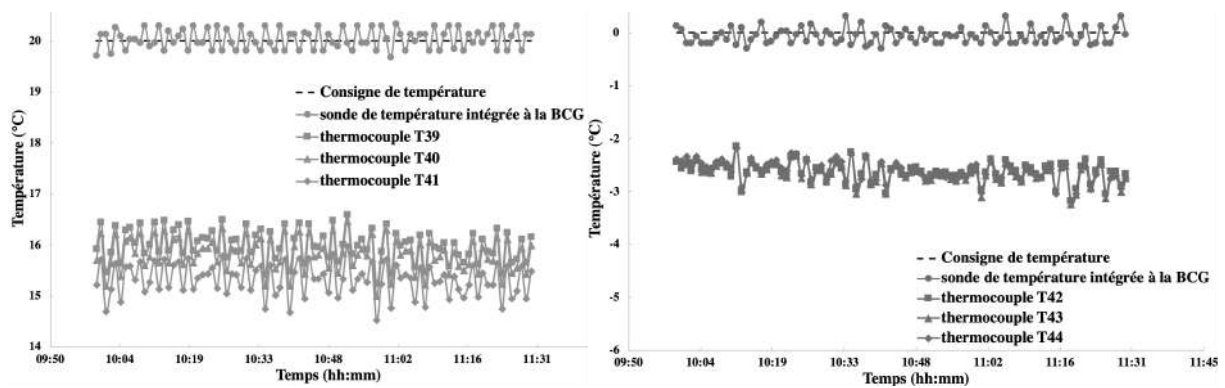 Température (°C)
20
19
18
17
16
15
14
Consigne de température
sonde de température intégrée à la BCG
thermocouple T39
thermocouple T40
thermocouple T41
09:50 10:04 10:19 10:33 10:48 11:02 11:16 11:31
Temps (hh:mm)
Température (°C)
0
-1
-2
-3
-4
-5
-6
Consigne de température
sonde de température intégrée à la BCG
thermocouple T42
thermocouple T43
thermocouple T44
09:50 10:04 10:19 10:33 10:48 11:02 11:16 11:31 11:45
Temps (hh:mm)